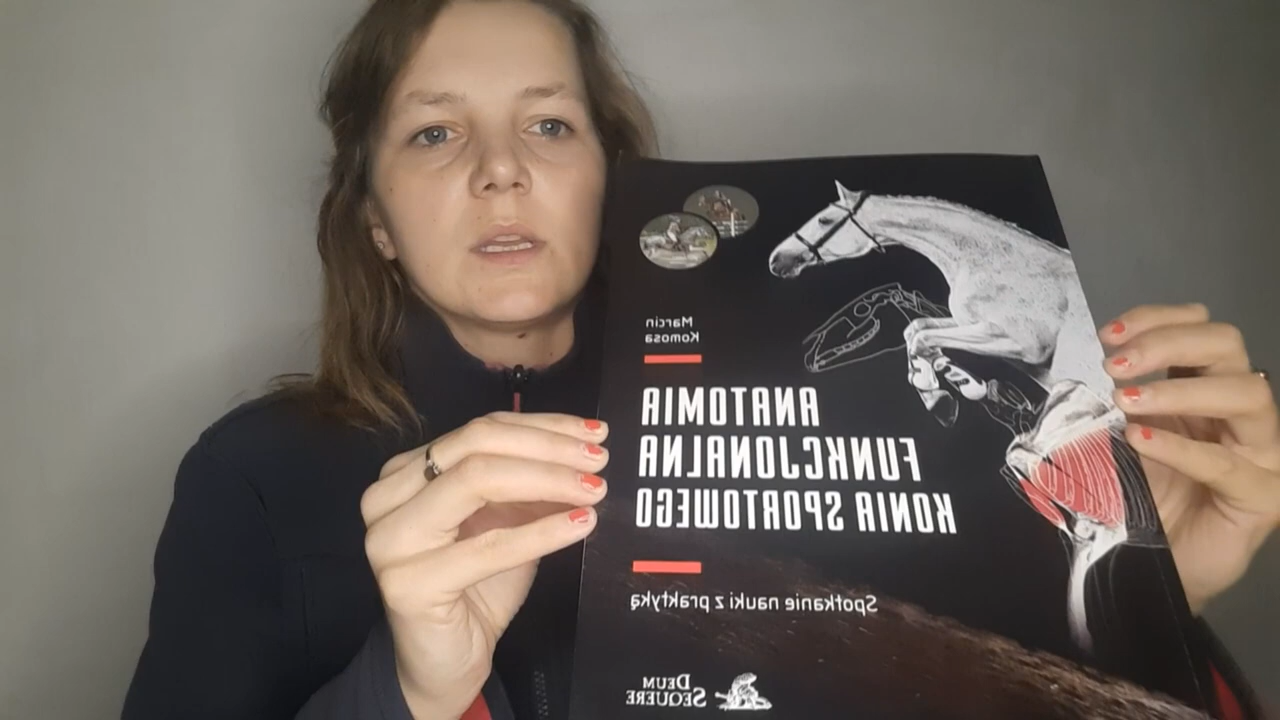 Marcin
Komosa
ANATOMIA
FUNKCJONALNA
KONIA SPORTOWEGO
Spotkanie nauki z praktyką
DEUM
SEQUERE